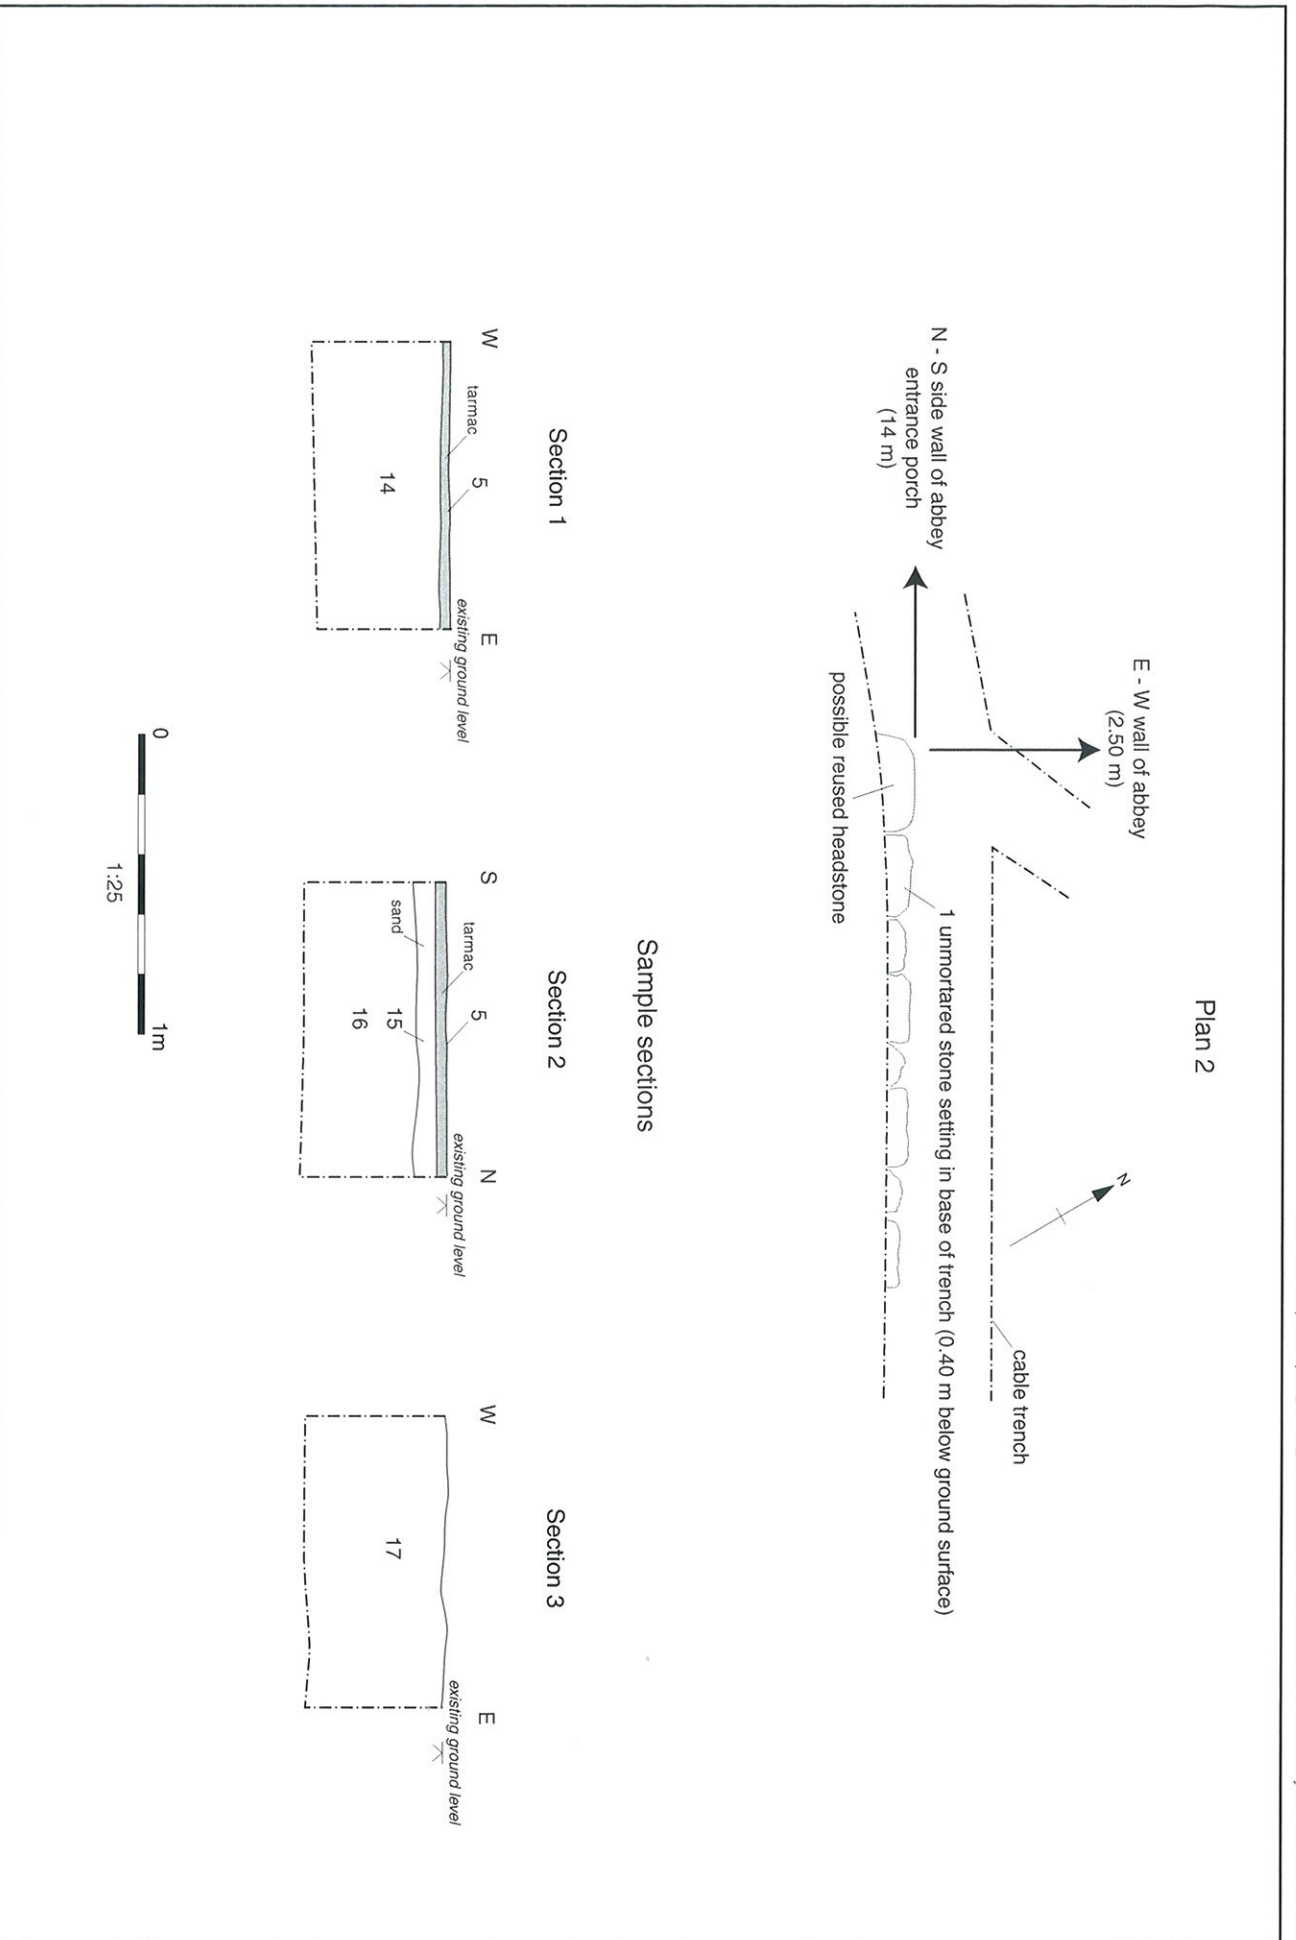 Plan 2
E - W wall of abbey
(2.50 m)
N
cable trench
N - S side wall of abbey
entrance porch
(14 m)
1 unmortared stone setting in base of trench (0.40 m below ground surface)
possible reused headstone
Sample sections
Section 1
W
E
tarmac
5
existing ground level
14
Section 2
S
N
tarmac
5
existing ground level
sand
15
16
Section 3
W
E
existing ground level
17
0
1m
1:25